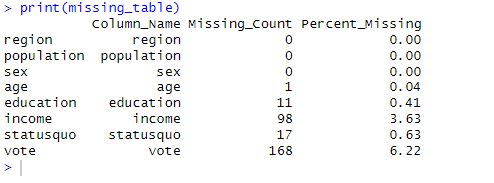 > print(missing_table)
Column_Name Missing_Count Percent_Missing
region region 0 0.00
population population 0 0.00
sex sex 0 0.00
age age 1 0.04
education education 11 0.41
income income 98 3.63
statusquo statusquo 17 0.63
vote vote 168 6.22
>